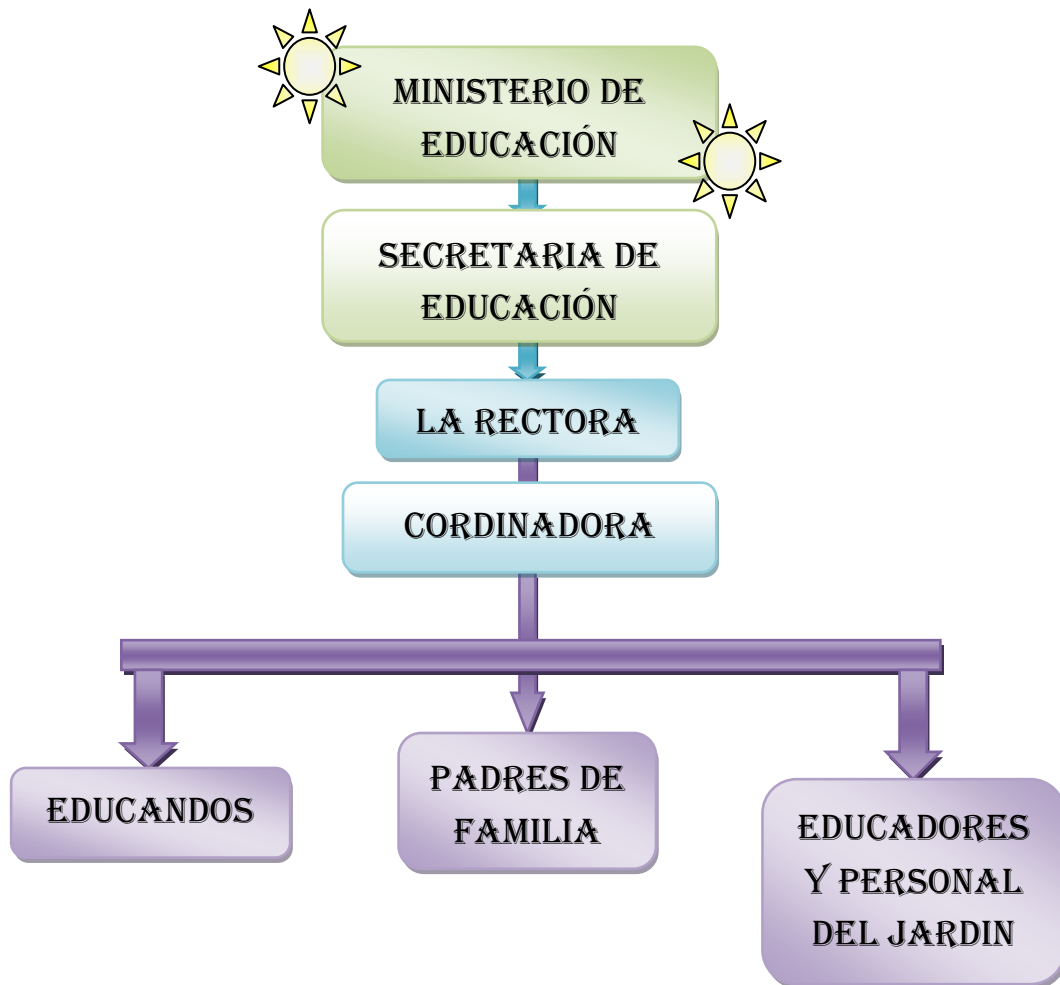 MINISTERIO DE
EDUCACIÓN
SECRETARIA DE
EDUCACIÓN
LA RECTORA
CORDINADORA
EDUCANDOS
PADRES DE
FAMILIA
EDUCADORES
Y PERSONAL
DEL JARDIN